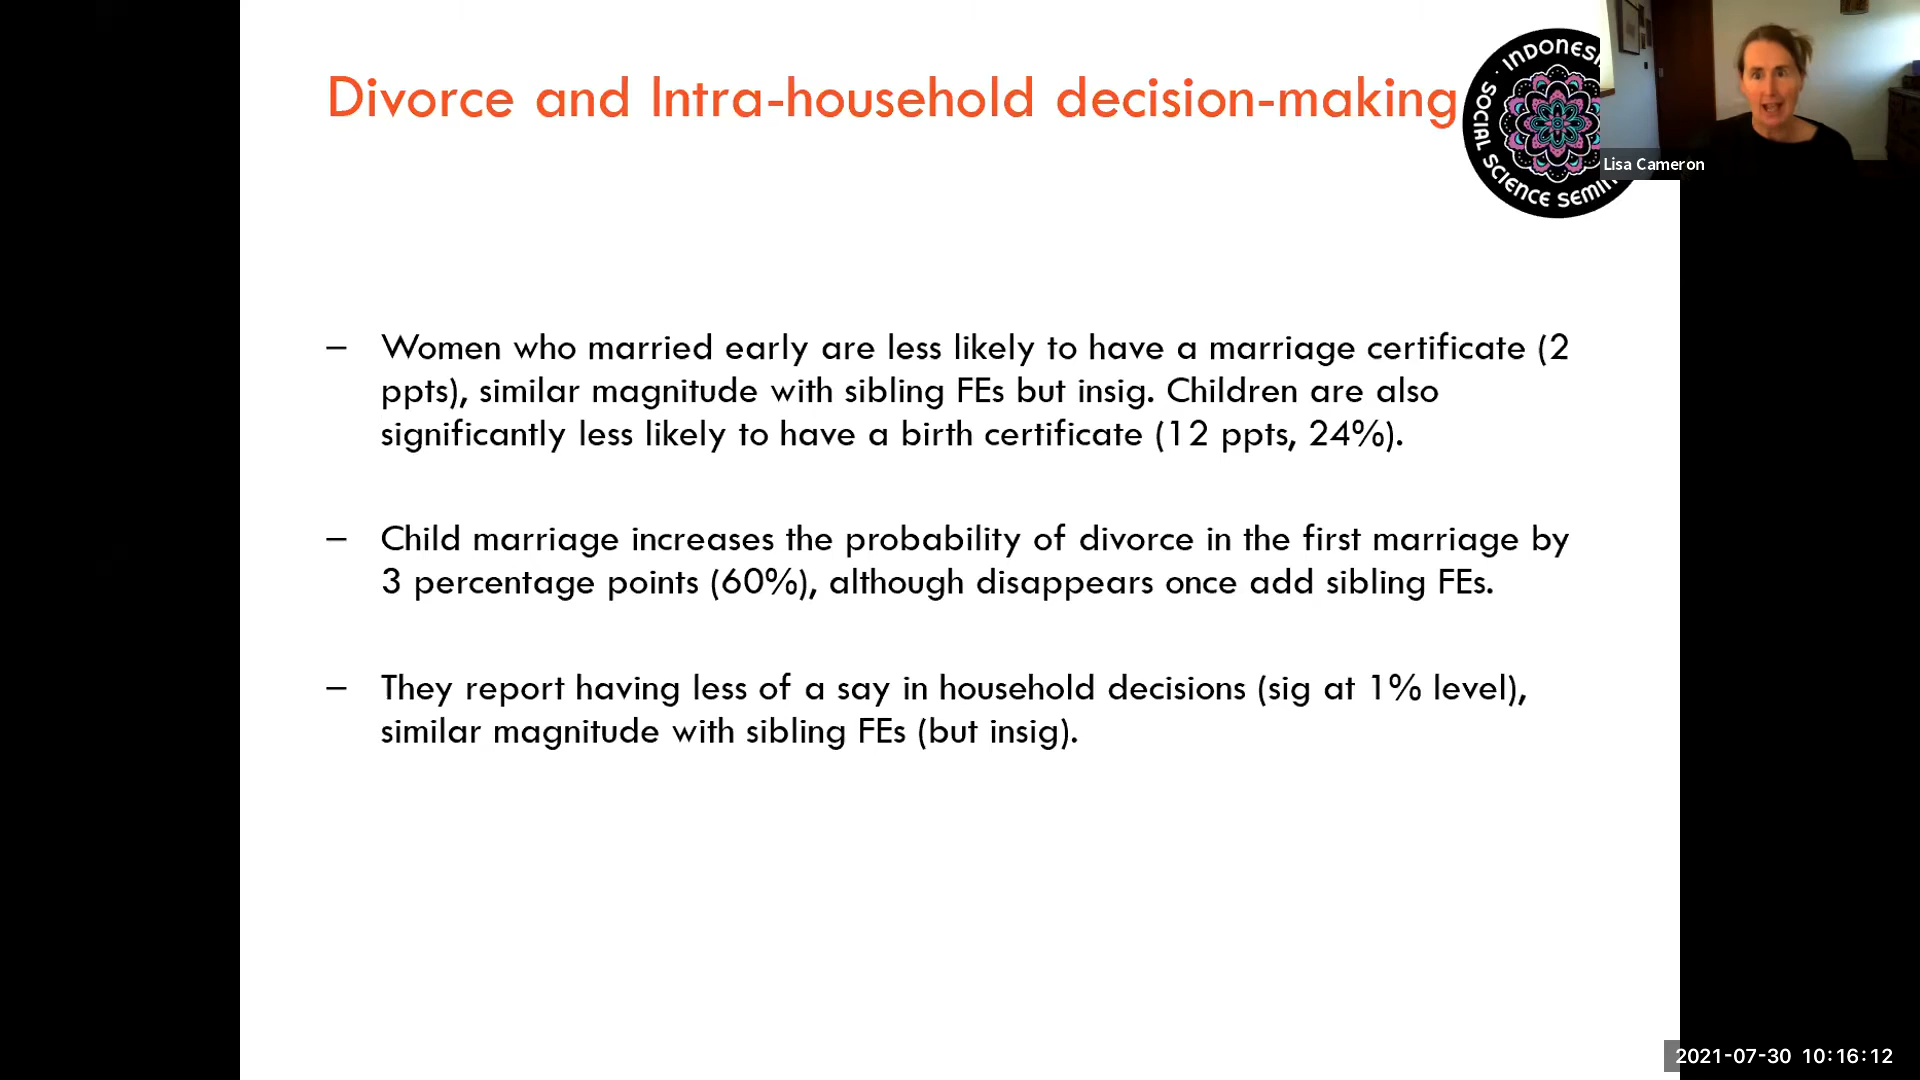 Divorce and Intra-household decision-making
INDONES
SOCIAL SCIENCE SEMIN
Lisa Cameron
– Women who married early are less likely to have a marriage certificate (2
ppts), similar magnitude with sibling FEs but insig. Children are also
significantly less likely to have a birth certificate (12 ppts, 24%).
– Child marriage increases the probability of divorce in the first marriage by
3 percentage points (60%), although disappears once add sibling FEs.
– They report having less of a say in household decisions (sig at 1% level),
similar magnitude with sibling FEs (but insig).
2021-07-30 10:16:12